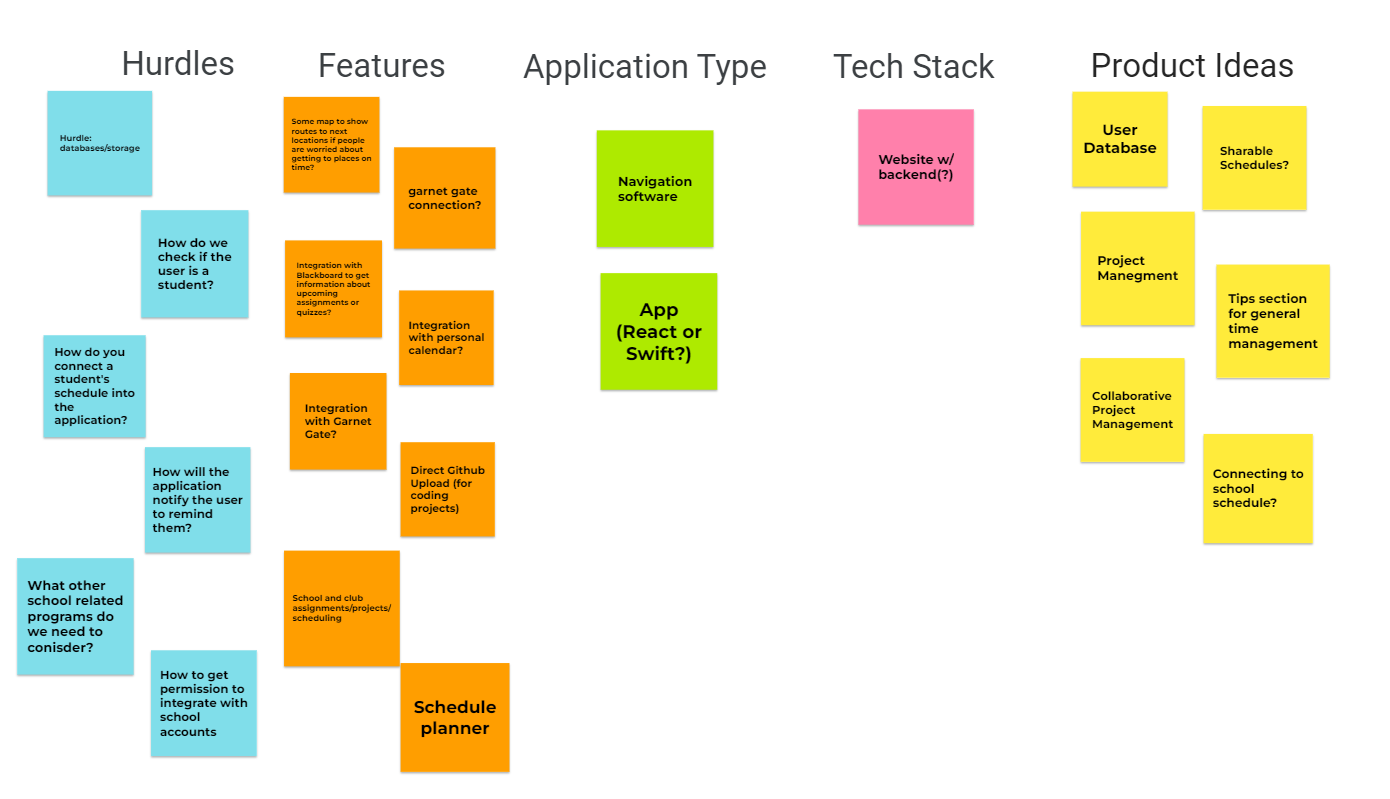 Hurdles
Features
Application Type
Tech Stack
Product Ideas
Hurdle:
databases/storage
How do we
check if the
user is a
student?
How do you
connect a
student's
schedule into
the
application?
How will the
application
notify the user
to remind
them?
What other
school related
programs do
we need to
conisder?
How to get
permission to
integrate with
school
accounts
Some map to show
routes to next
locations if people
are worried about
getting to places on
time?
garnet gate
connection?
Integration with
Blackboard to get
information about
upcoming
assignments or
quizzes?
Integration
with personal
calendar?
Integration
with Garnet
Gate?
Direct Github
Upload (for
coding
projects)
School and club
assignments/projects/
scheduling
Schedule
planner
Navigation
software
App
(React or
Swift?)
Website w/
backend(?)
User
Database
Sharable
Schedules?
Project
Manegment
Tips section
for general
time
management
Collaborative
Project
Management
Connecting to
school
schedule?